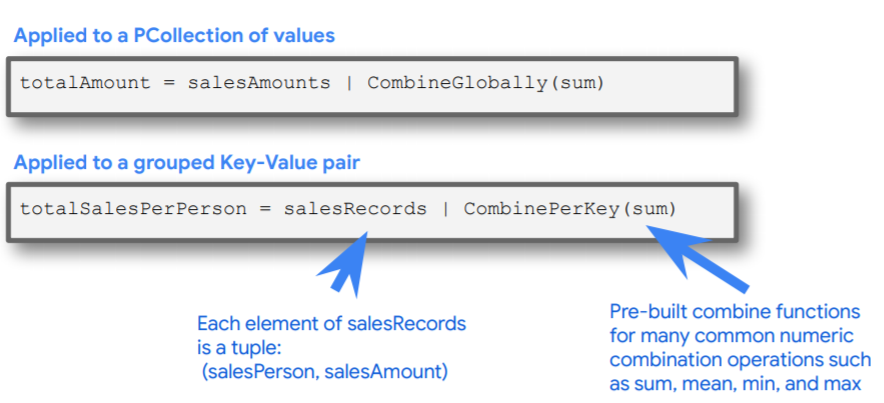 Applied to a PCollection of values
totalAmount = salesAmounts | CombineGlobally(sum)
Applied to a grouped Key-Value pair
totalSalesPerPerson = salesRecords | CombinePerKey(sum)
Each element of salesRecords
is a tuple:
(salesPerson, salesAmount)
Pre-built combine functions
for many common numeric
combination operations such
as sum, mean, min, and max